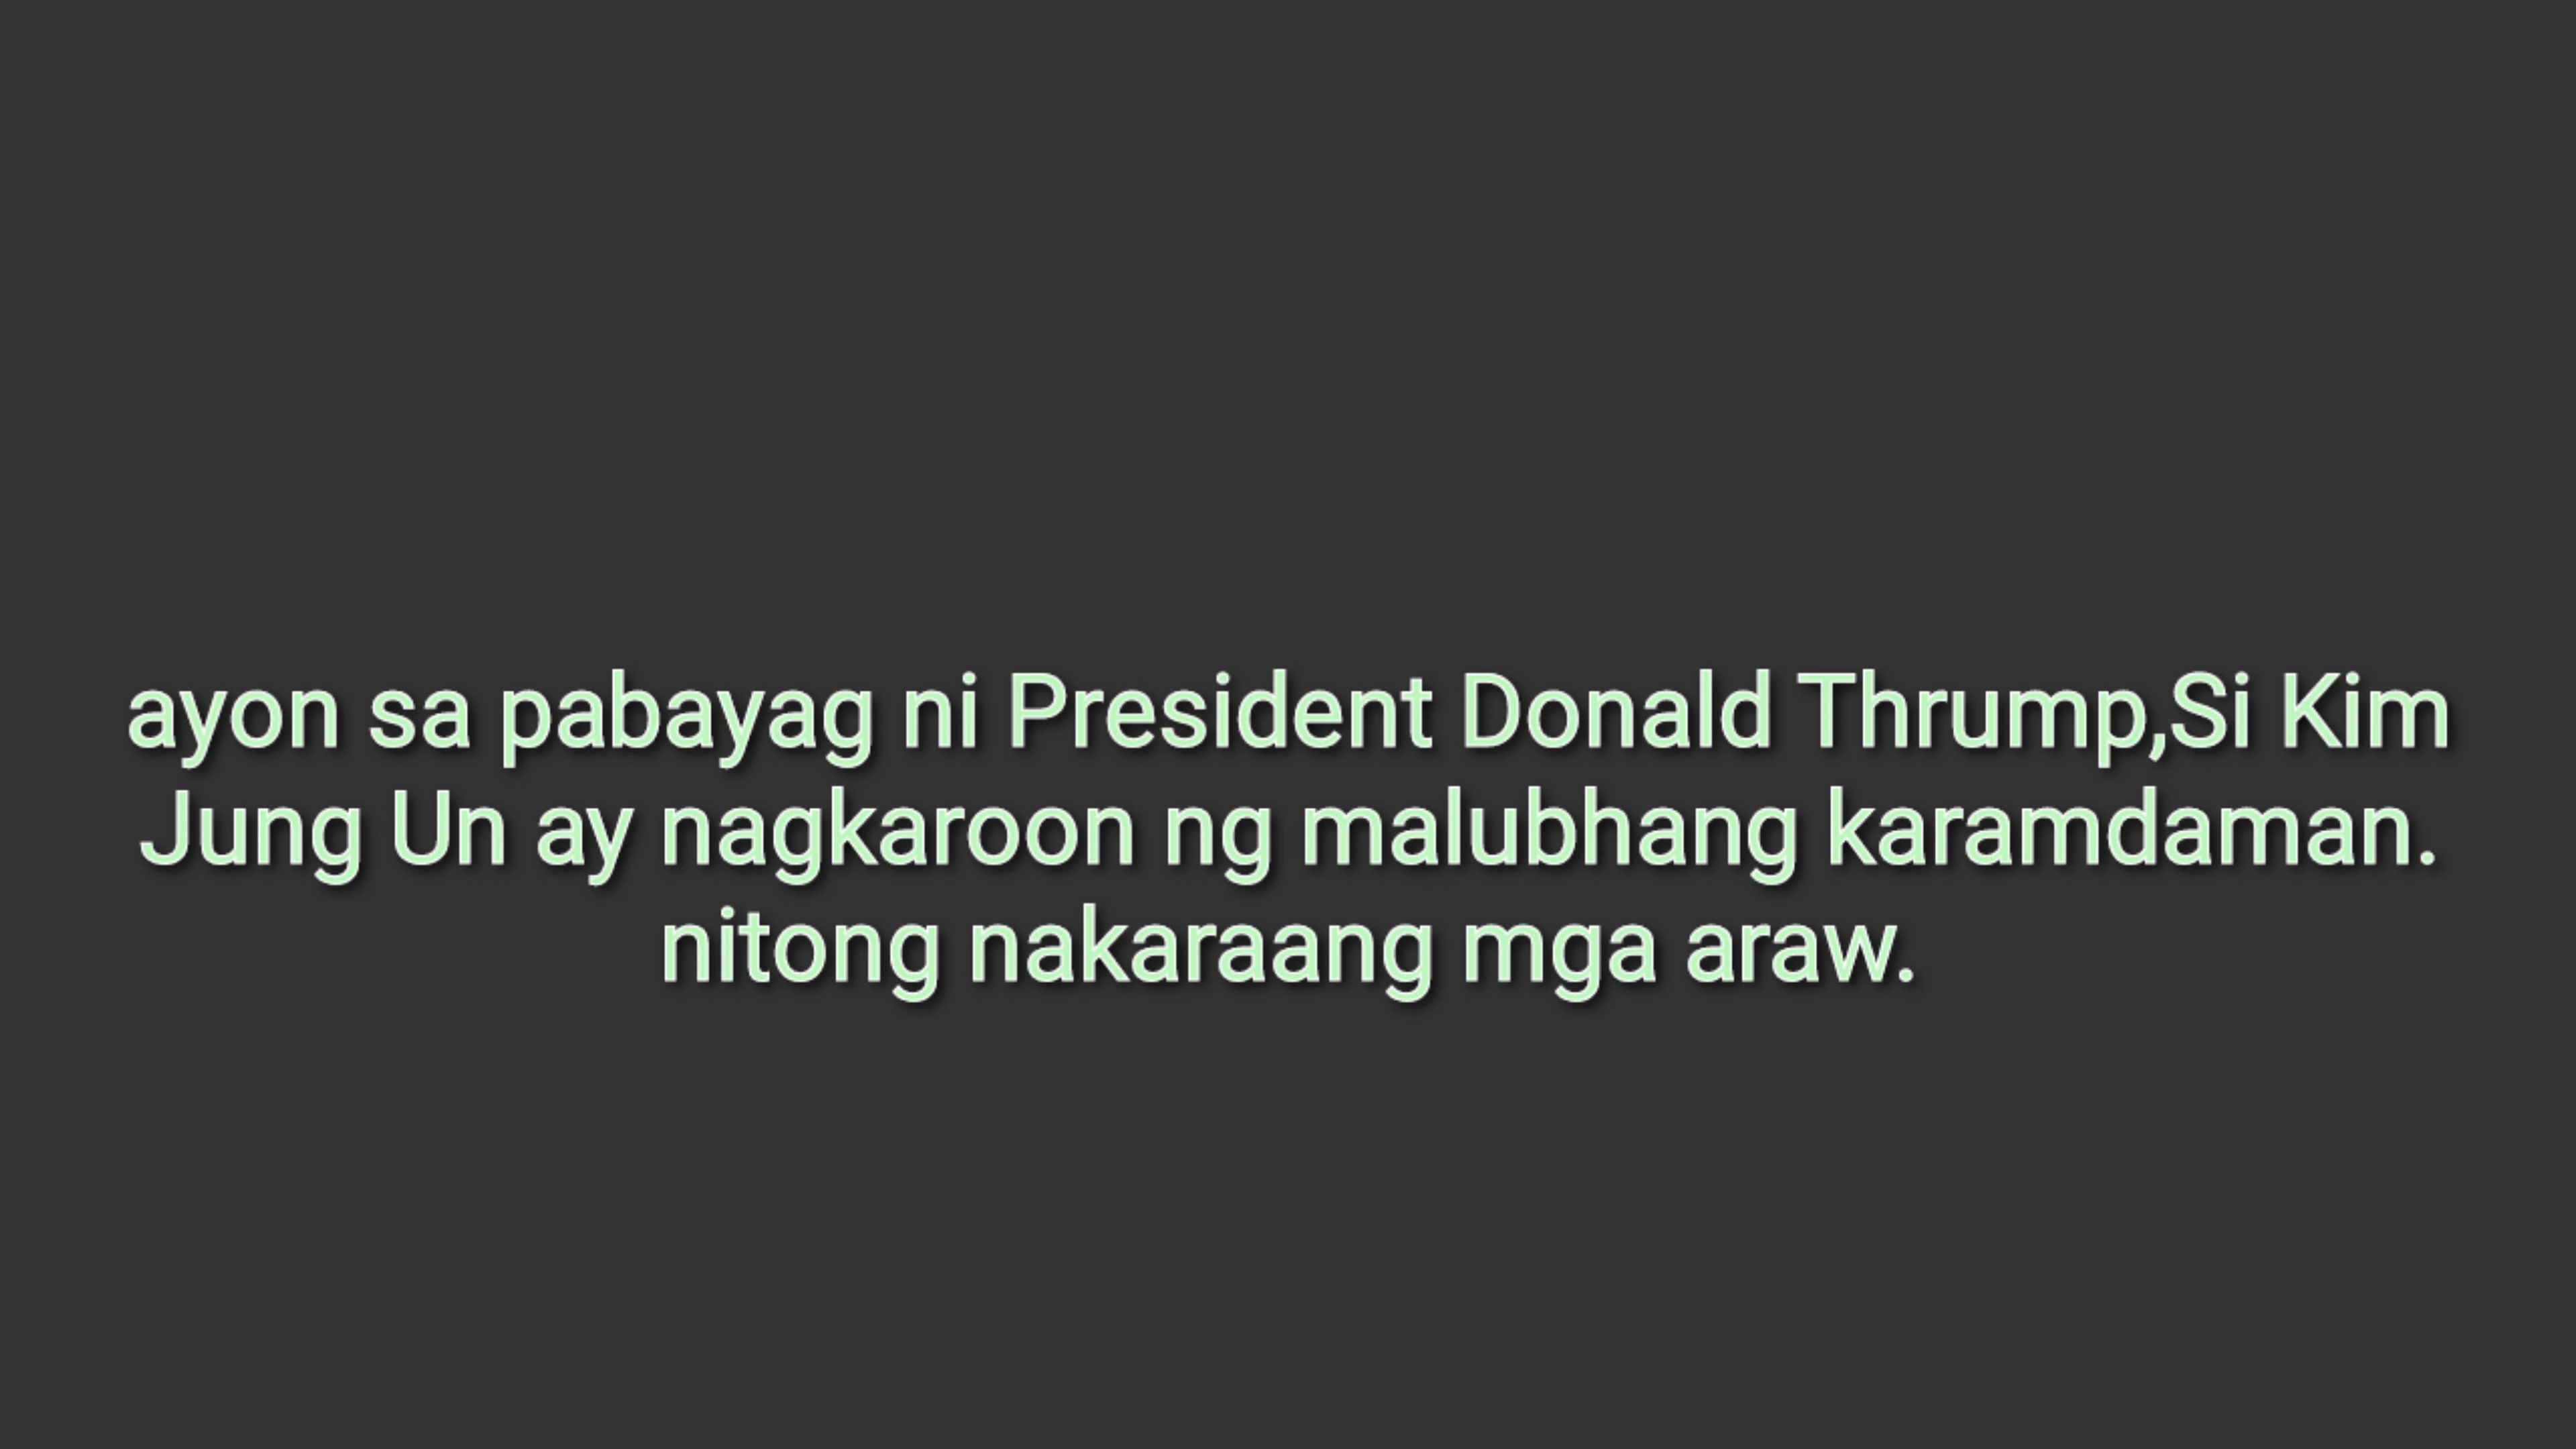 ayon sa pabayag ni President Donald Thrump,Si Kim
Jung Un ay nagkaroon ng malubhang karamdaman.
nitong nakaraang mga araw.